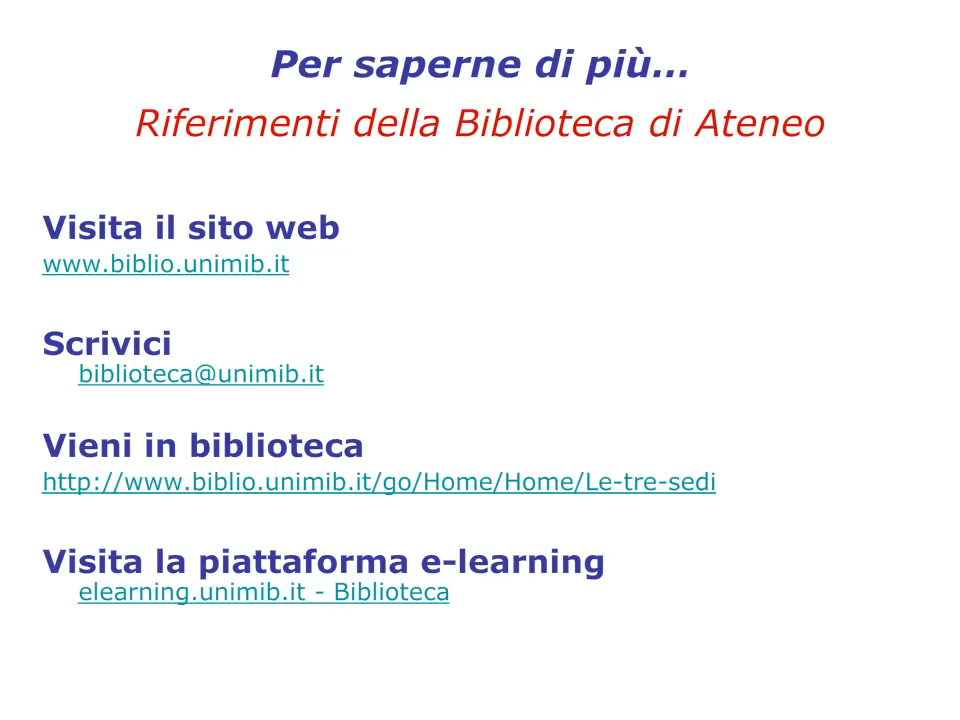 Per saperne di più…
Riferimenti della Biblioteca di Ateneo
Visita il sito web
www.biblio.unimib.it
Scrivici
biblioteca@unimib.it
Vieni in biblioteca
http://www.biblio.unimib.it/go/Home/Home/Le-tre-sedi
Visita la piattaforma e-learning
elearning.unimib.it - Biblioteca